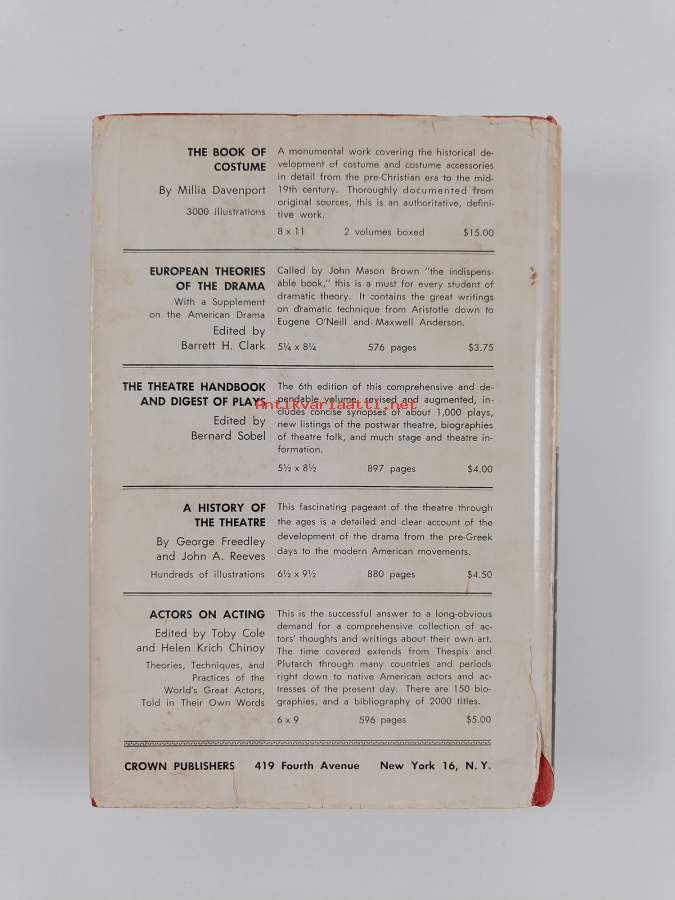 THE BOOK OF
COSTUME
By Millia Davenport
3000 illustrations
A monumental work covering the historical de-
velopment of costume and costume accessories
in detail from the pre-Christian era to the mid-
19th century. Thoroughly documented from
original sources, this is an authoritative, defini-
tive work.
8 x 11 2 volumes boxed $15.00
EUROPEAN THEORIES
OF THE DRAMA
With a Supplement
on the American Drama
Edited by
Barrett H. Clark
Called by John Mason Brown "the indispens-
able book," this is a must for every student of
dramatic theory. It contains the great writings
on dramatic technique from Aristotle down to
Eugene O'Neill and Maxwell Anderson.
5¼ x 8¼ 576 pages $3.75
THE THEATRE HANDBOOK
AND DIGEST OF PLAYS
Edited by
Bernard Sobel
The 6th edition of this comprehensive and de-
pendable volume, revised and augmented, in-
cludes concise synopses of about 1,000 plays,
new listings of the postwar theatre, biographies
of theatre folk, and much stage and theatre in-
formation.
5½ x 8½ 897 pages $4.00
Antikvariaatti.net
A HISTORY OF
THE THEATRE
By George Freedley
and John A. Reeves
Hundreds of illustrations
This fascinating pageant of the theatre through
the ages is a detailed and clear account of the
development of the drama from the pre-Greek
days to the modern American movements.
6½ x 9½ 880 pages $4.50
ACTORS ON ACTING
Edited by Toby Cole
and Helen Krich Chinoy
Theories, Techniques, and
Practices of the
World's Great Actors,
Told in Their Own Words
This is the successful answer to a long-obvious
demand for a comprehensive collection of ac-
tors' thoughts and writings about their own art.
The time covered extends from Thespis and
Plutarch through many countries and periods
right down to native American actors and ac-
tresses of the present day. There are 150 bio-
graphies, and a bibliography of 2000 titles.
6 x 9 596 pages $5.00
CROWN PUBLISHERS 419 Fourth Avenue New York 16, N. Y.